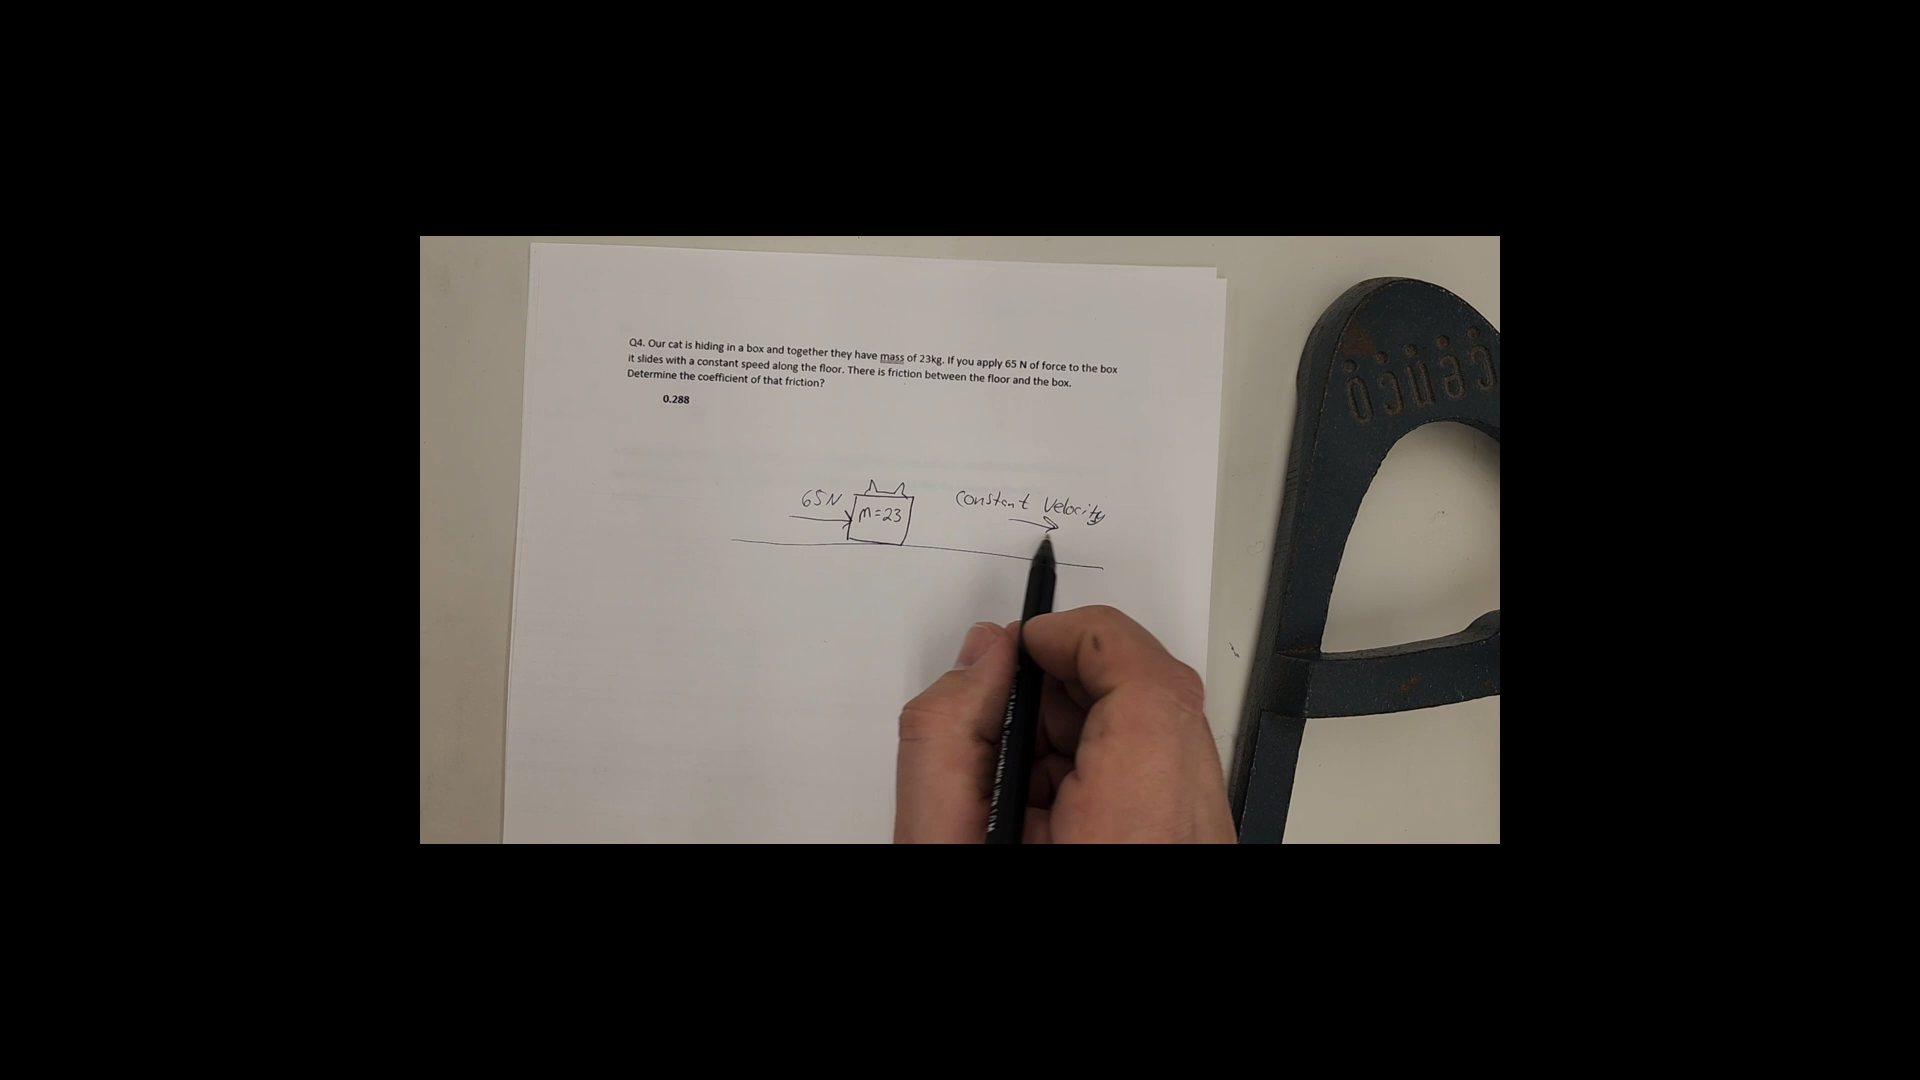 Q4. Our cat is hiding in a box and together they have mass of 23kg. If you apply 65 N of force to the box
it slides with a constant speed along the floor. There is friction between the floor and the box.
Determine the coefficient of that friction?
0.288
65N
m=23
Constant Velocity